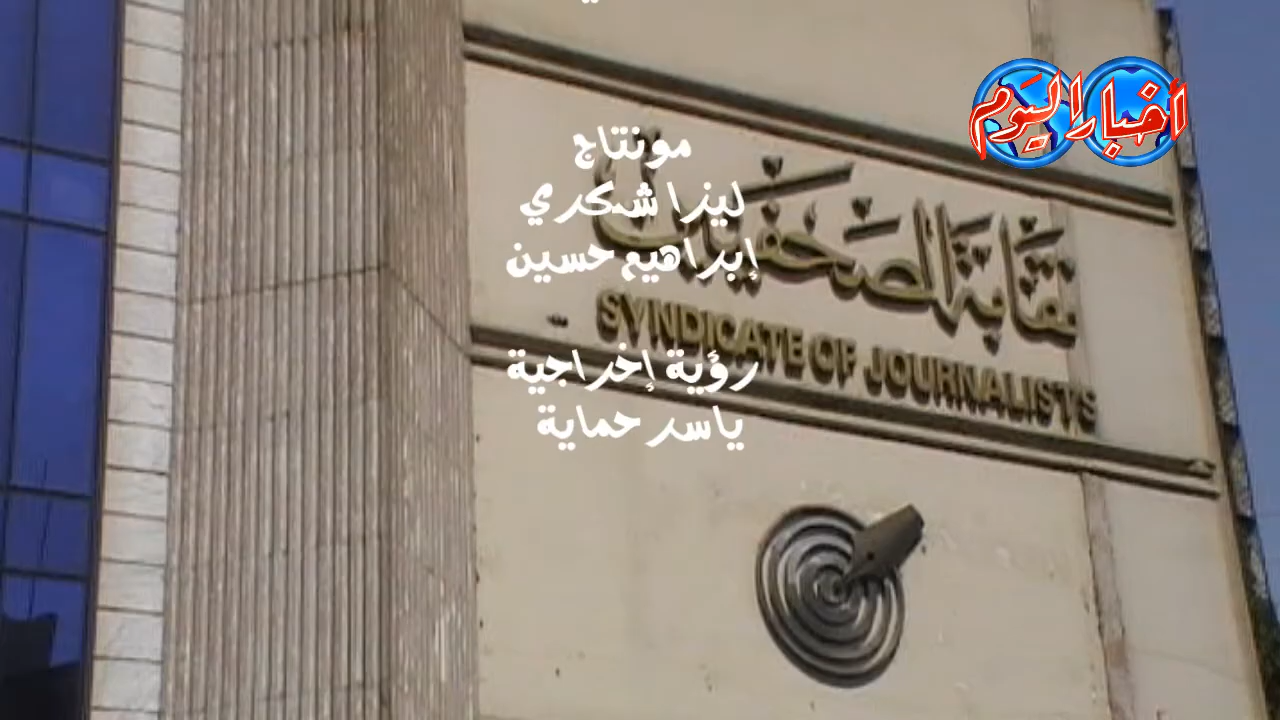 أخبار اليوم
مونتاج
ليزا شكري
إبراهيم حسين
رؤية إخراجية
ياسر حماية
نقابة الصحفيين
SYNDICATE OF JOURNALISTS